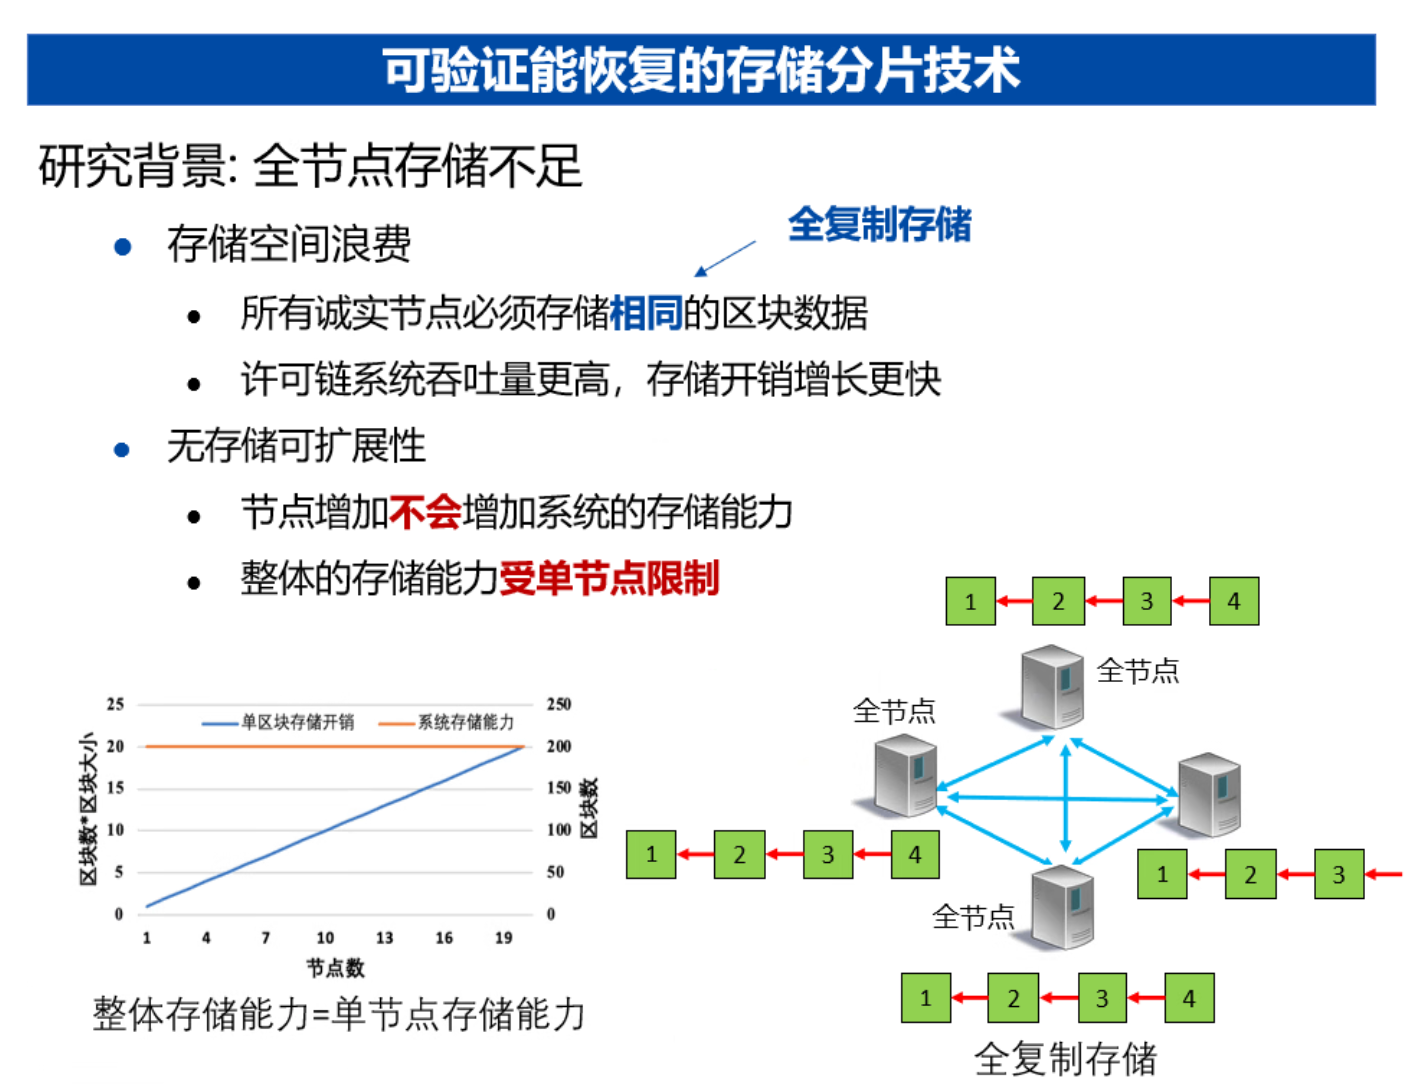 可验证能恢复的存储分片技术
研究背景: 全节点存储不足
全复制存储
存储空间浪费
所有诚实节点必须存储相同的区块数据
许可链系统吞吐量更高，存储开销增长更快
无存储可扩展性
节点增加不会增加系统的存储能力
整体的存储能力受单节点限制
1 2 3 4
全节点
全节点
1 2 3 4
1 2 3
全节点
1 2 3 4
全复制存储
单区块存储开销 系统存储能力
区块数*区块大小
25
20
15
10
5
0
250
200
150
100
50
0
区块数
1 4 7 10 13 16 19
节点数
整体存储能力=单节点存储能力